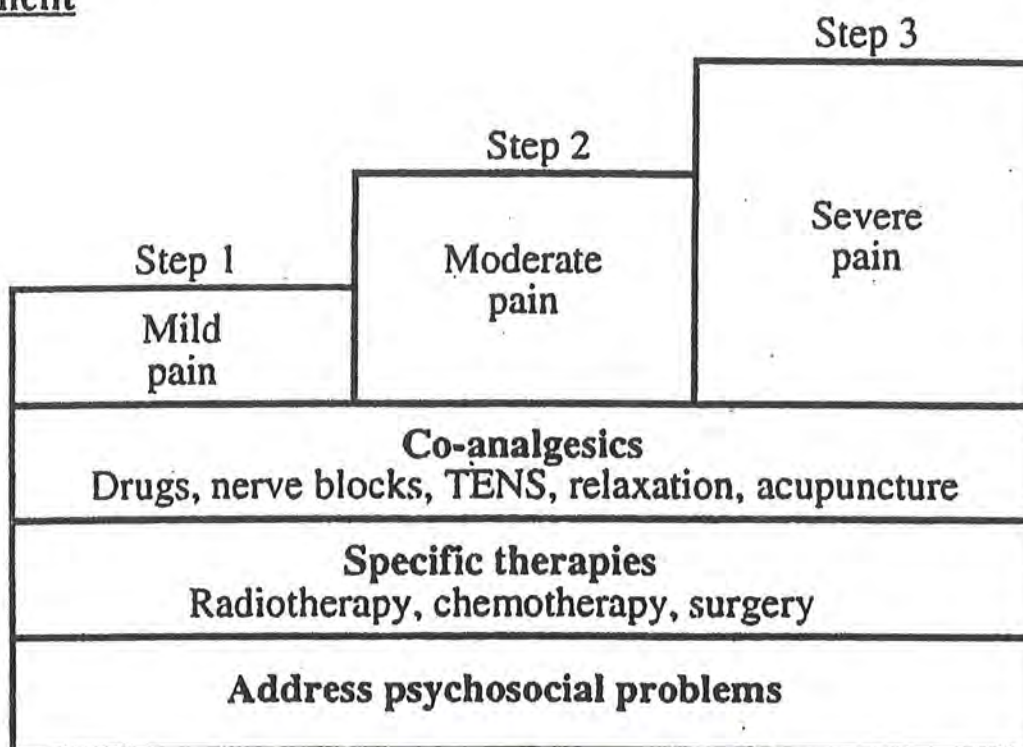 Step 3
Step 2
Severe
pain
Step 1
Moderate
pain
Mild
pain
Co-analgesics
Drugs, nerve blocks, TENS, relaxation, acupuncture
Specific therapies
Radiotherapy, chemotherapy, surgery
Address psychosocial problems